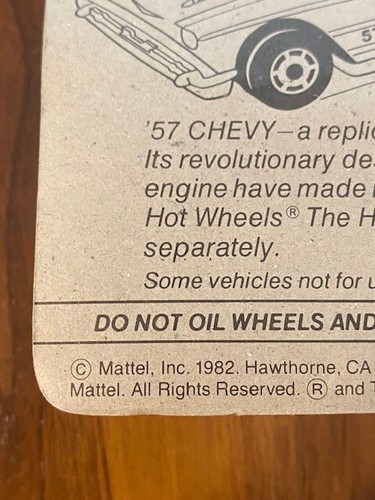 '57 CHEVY—a replic
Its revolutionary de
engine have made
Hot Wheels® The H
separately.
Some vehicles not for u
DO NOT OIL WHEELS AND
© Mattel, Inc. 1982. Hawthorne, CA
Mattel. All Rights Reserved. ® and T